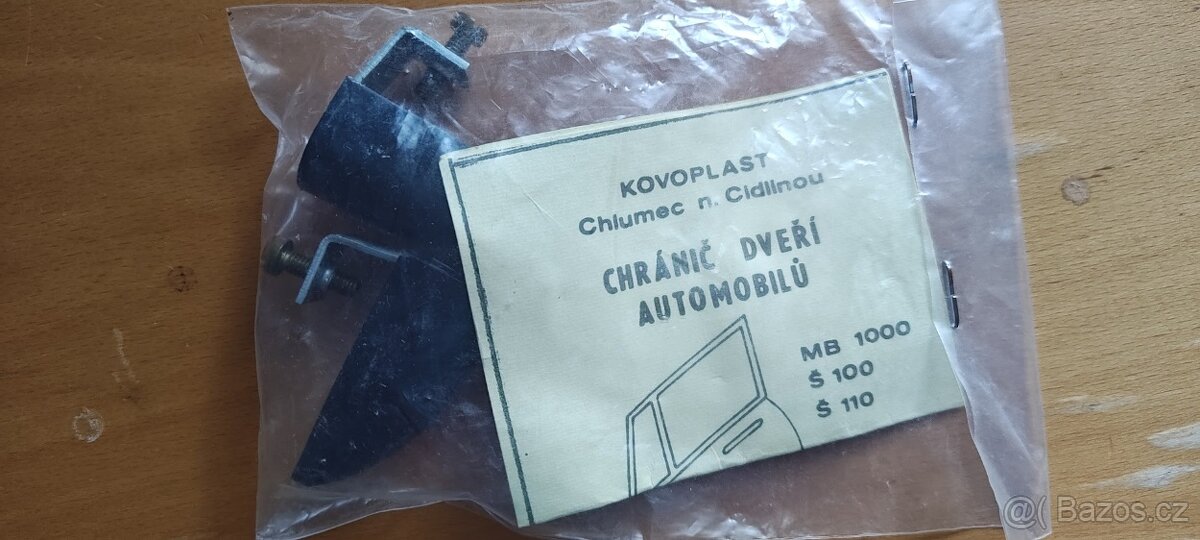 KOVOPLAST
Chlumec n. Cidlinou
CHRÁNIČ DVEŘÍ
AUTOMOBILŮ
MB 1000
Š 100
Š 110
@( Bazos.cz